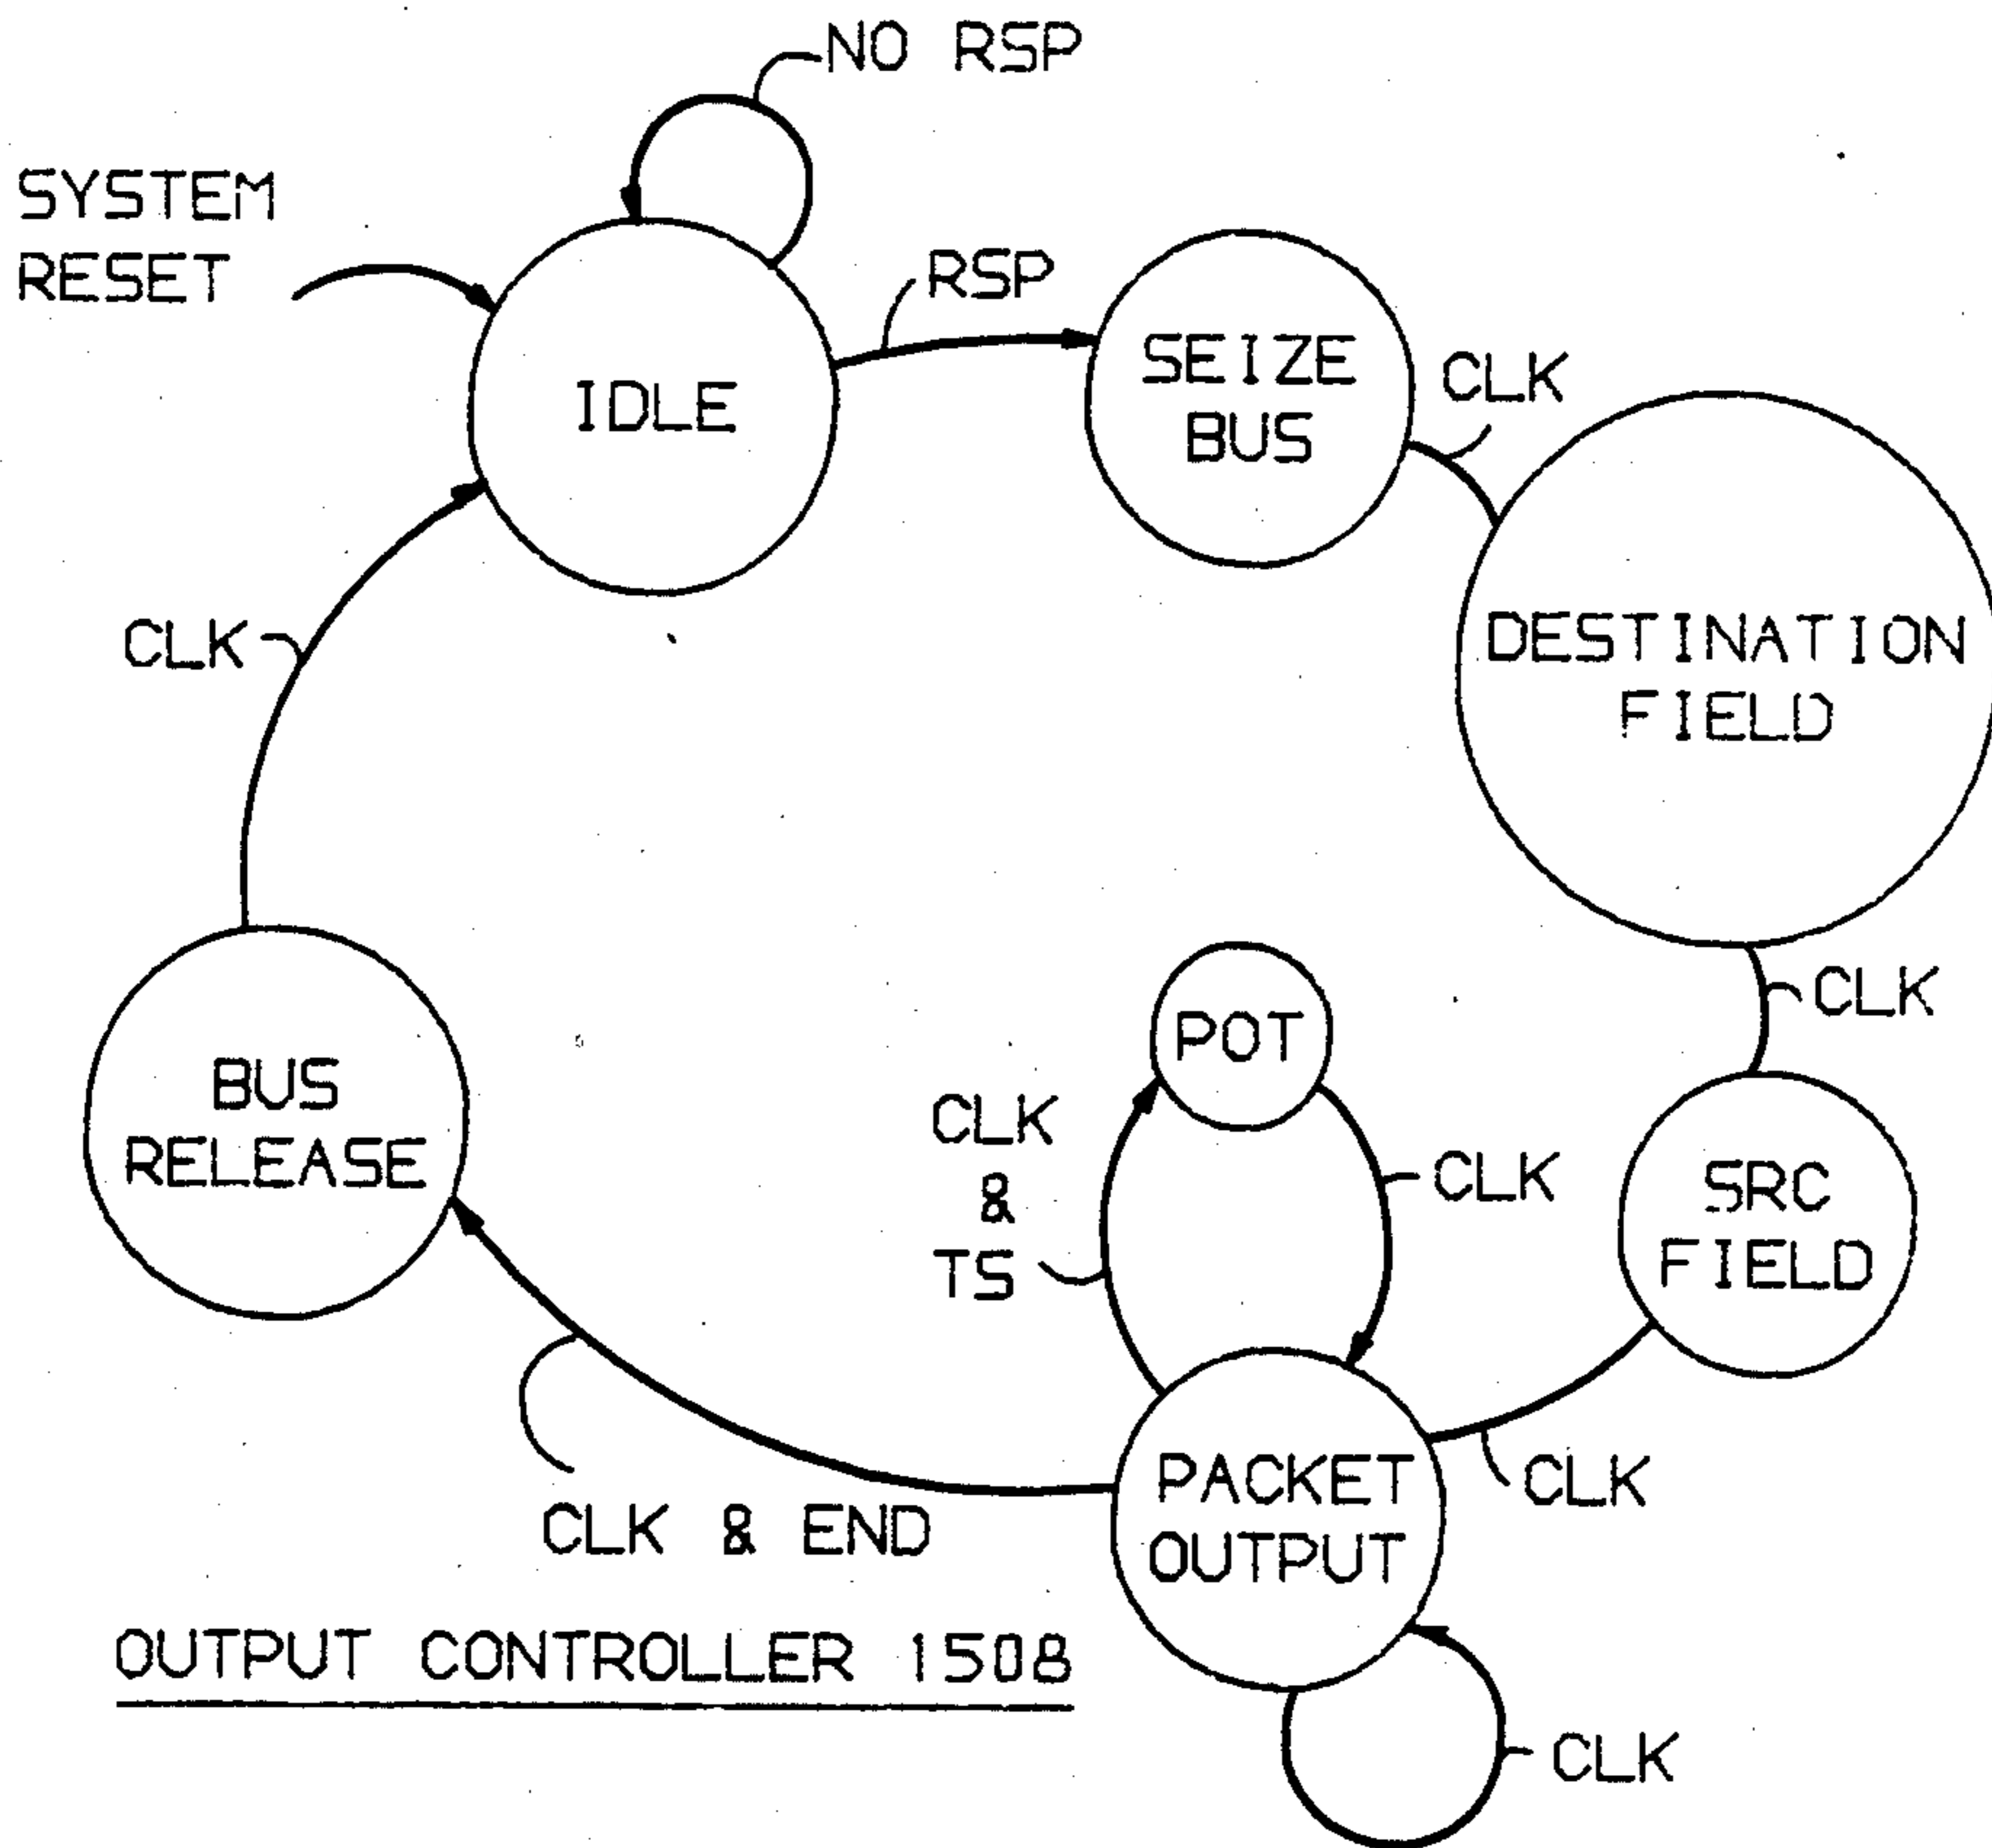 NO RSP
SYSTEM
RESET
RSP
IDLE
SEIZE
BUS
CLK
DESTINATION
FIELD
CLK
CLK
POT
BUS
RELEASE
CLK
&
TS
CLK
SRC
FIELD
PACKET
OUTPUT
CLK
CLK & END
OUTPUT CONTROLLER 1508
CLK